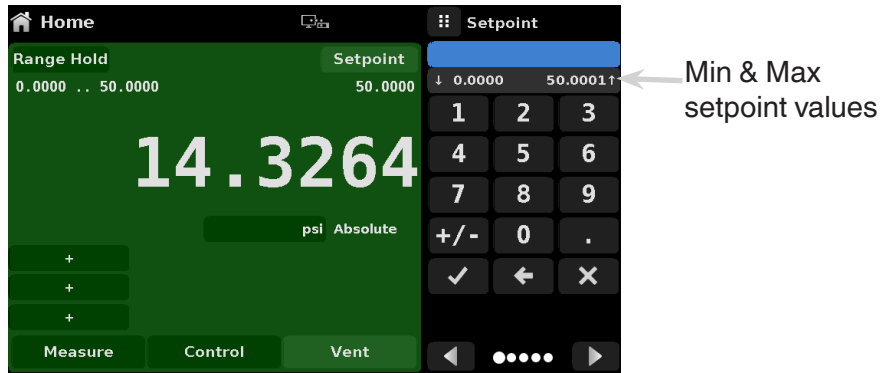 Home
Range Hold Setpoint
0.0000 .. 50.0000 50.0000
14.3264
psi Absolute
+
+
+
Measure Control Vent
Setpoint
↓ 0.0000 50.0001↑
1 2 3
4 5 6
7 8 9
+/- 0 .
Min & Max
setpoint values